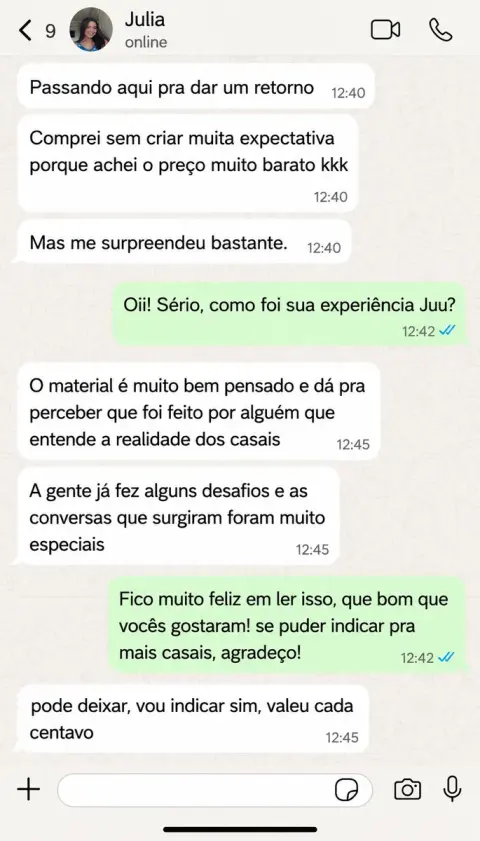 9
Julia
online
Passando aqui pra dar um retorno 12:40
Comprei sem criar muita expectativa
porque achei o preço muito barato kkk
12:40
Mas me surpreendeu bastante. 12:40
Oii! Sério, como foi sua experiência Juu?
12:42
O material é muito bem pensado e dá pra
perceber que foi feito por alguém que
entende a realidade dos casais 12:45
A gente já fez alguns desafios e as
conversas que surgiram foram muito
especiais 12:45
Fico muito feliz em ler isso, que bom que
vocês gostaram! se puder indicar pra
mais casais, agradeço! 12:42
pode deixar, vou indicar sim, valeu cada
centavo 12:45